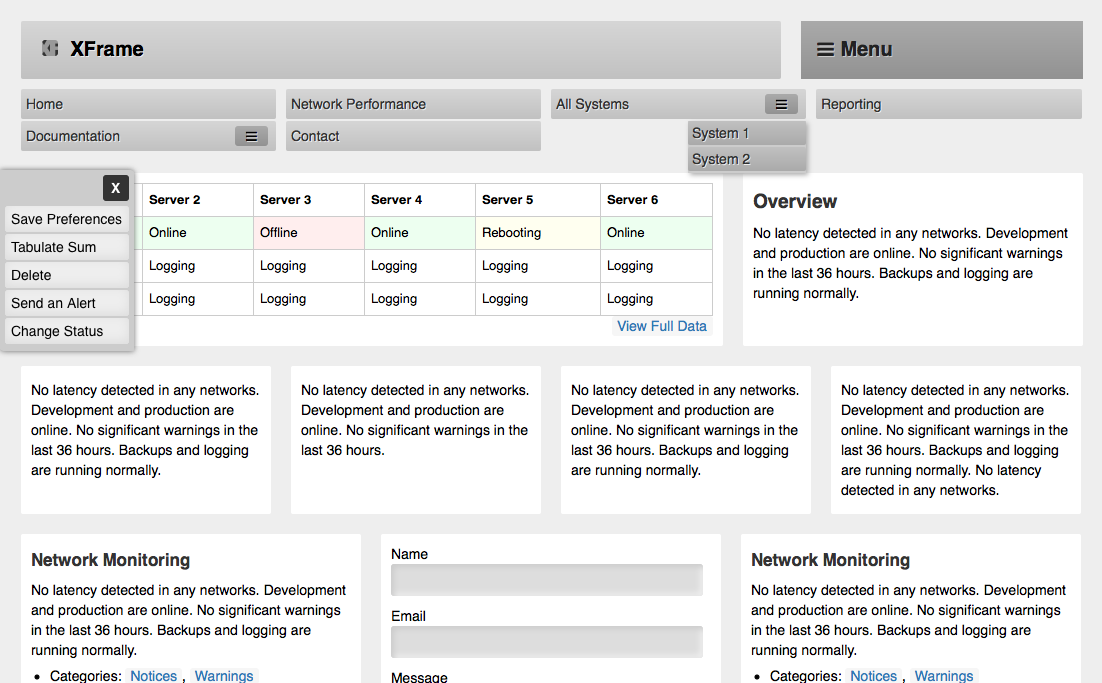 XFrame
Menu
Home
Network Performance
All Systems
Reporting
Documentation
Contact
System 1
System 2
X
Save Preferences
Tabulate Sum
Delete
Send an Alert
Change Status
Server 2 Server 3 Server 4 Server 5 Server 6
Online Offline Online Rebooting Online
Logging Logging Logging Logging Logging
Logging Logging Logging Logging Logging
View Full Data
Overview
No latency detected in any networks. Development
and production are online. No significant warnings
in the last 36 hours. Backups and logging are
running normally.
No latency detected in any networks.
Development and production are
online. No significant warnings in the
last 36 hours. Backups and logging
are running normally.
No latency detected in any networks.
Development and production are
online. No significant warnings in the
last 36 hours.
No latency detected in any networks.
Development and production are
online. No significant warnings in the
last 36 hours. Backups and logging
are running normally.
No latency detected in any networks.
Development and production are
online. No significant warnings in the
last 36 hours. Backups and logging
are running normally. No latency
detected in any networks.
Network Monitoring
No latency detected in any networks. Development
and production are online. No significant warnings
in the last 36 hours. Backups and logging are
running normally.
• Categories: Notices , Warnings
Name
Email
Message
Network Monitoring
No latency detected in any networks. Development
and production are online. No significant warnings
in the last 36 hours. Backups and logging are
running normally.
• Categories: Notices , Warnings